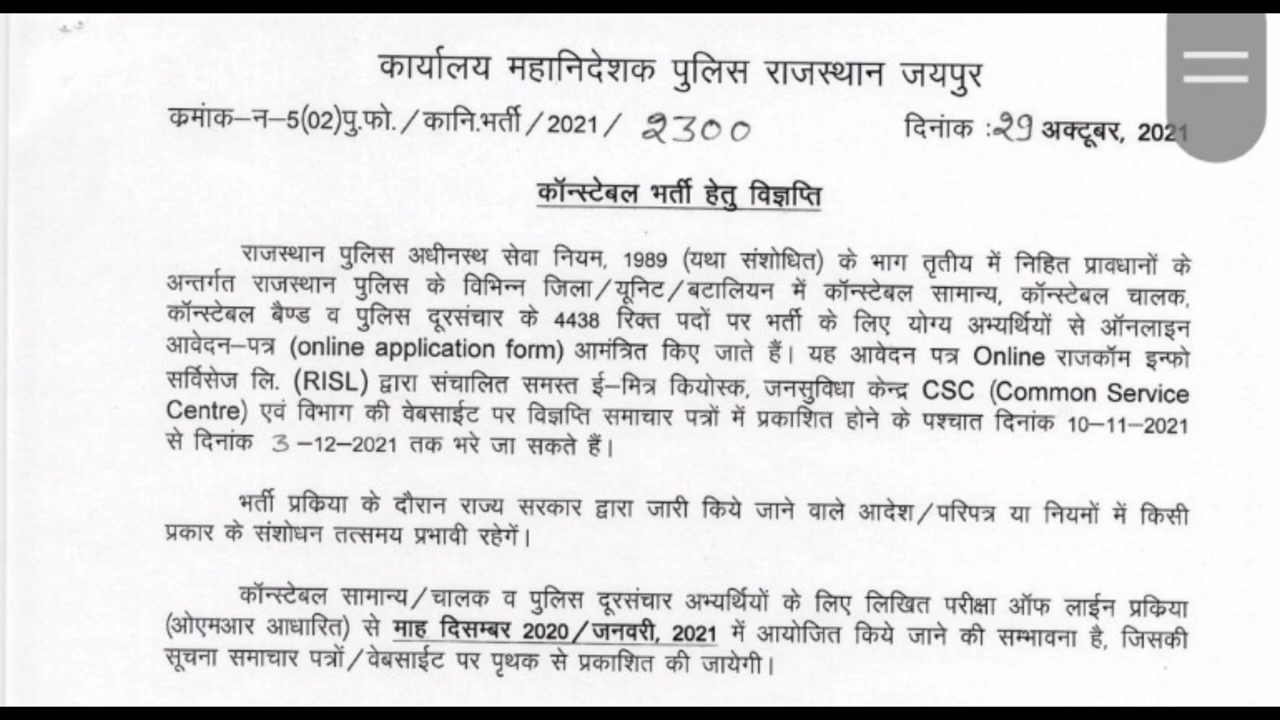 कार्यालय महानिदेशक पुलिस राजस्थान जयपुर
क्रमांक–न–5(02)पु.फो./कानि.भर्ती/2021/ 2300 दिनांक :29 अक्टूबर, 2021
कॉन्स्टेबल भर्ती हेतु विज्ञप्ति
राजस्थान पुलिस अधीनस्थ सेवा नियम, 1989 (यथा संशोधित) के भाग तृतीय में निहित प्रावधानों के
अन्तर्गत राजस्थान पुलिस के विभिन्न जिला/यूनिट/बटालियन में कॉन्स्टेबल सामान्य, कॉन्स्टेबल चालक,
कॉन्स्टेबल बैण्ड व पुलिस दूरसंचार के 4438 रिक्त पदों पर भर्ती के लिए योग्य अभ्यर्थियों से ऑनलाइन
आवेदन–पत्र (online application form) आमंत्रित किए जाते हैं। यह आवेदन पत्र Online राजकॉम इन्फो
सर्विसेज लि. (RISL) द्वारा संचालित समस्त ई–मित्र कियोस्क, जनसुविधा केन्द्र CSC (Common Service
Centre) एवं विभाग की वेबसाईट पर विज्ञप्ति समाचार पत्रों में प्रकाशित होने के पश्चात दिनांक 10–11–2021
से दिनांक 3 –12–2021 तक भरे जा सकते हैं।
भर्ती प्रक्रिया के दौरान राज्य सरकार द्वारा जारी किये जाने वाले आदेश/परिपत्र या नियमों में किसी
प्रकार के संशोधन तत्समय प्रभावी रहेगें।
कॉन्स्टेबल सामान्य/चालक व पुलिस दूरसंचार अभ्यर्थियों के लिए लिखित परीक्षा ऑफ लाईन प्रक्रिया
(ओएमआर आधारित) से माह दिसम्बर 2020/जनवरी, 2021 में आयोजित किये जाने की सम्भावना है, जिसकी
सूचना समाचार पत्रों/वेबसाईट पर पृथक से प्रकाशित की जायेगी।